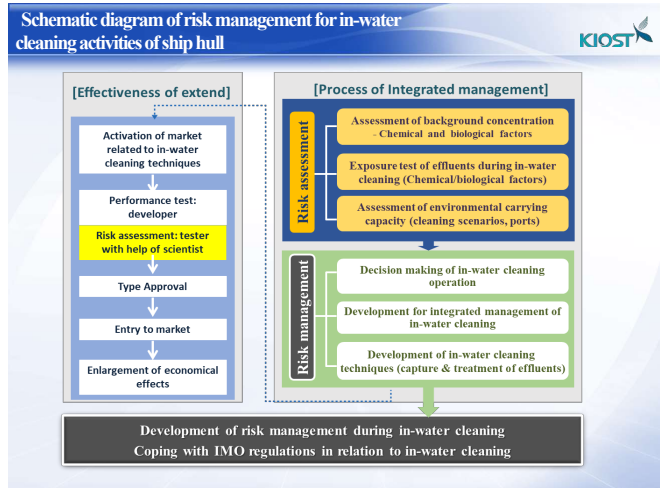 Schematic diagram of risk management for in-water
cleaning activities of ship hull
KIOST
[Effectiveness of extend]
Activation of market
related to in-water
cleaning techniques
Performance test:
developer
Risk assessment: tester
with help of scientist
Type Approval
Entry to market
Enlargement of economical
effects
[Process of Integrated management]
Risk assessment
Assessment of background concentration
- Chemical and biological factors
Exposure test of effluents during in-water
cleaning (Chemical/biological factors)
Assessment of environmental carrying
capacity (cleaning scenarios, ports)
Risk management
Decision making of in-water cleaning
operation
Development for integrated management of
in-water cleaning
Development of in-water cleaning
techniques (capture & treatment of effluents)
Development of risk management during in-water cleaning
Coping with IMO regulations in relation to in-water cleaning